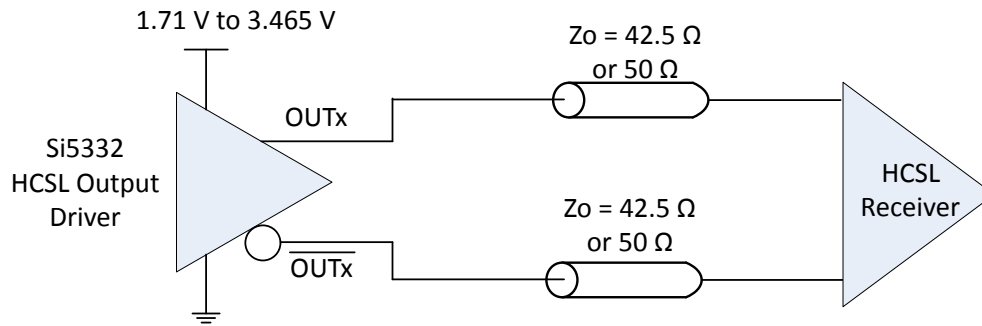 1.71 V to 3.465 V
Zo = 42.5 Ω
or 50 Ω
OUTx
Si5332
HCSL Output
Driver
HCSL
Receiver
Zo = 42.5 Ω
or 50 Ω
OUTx